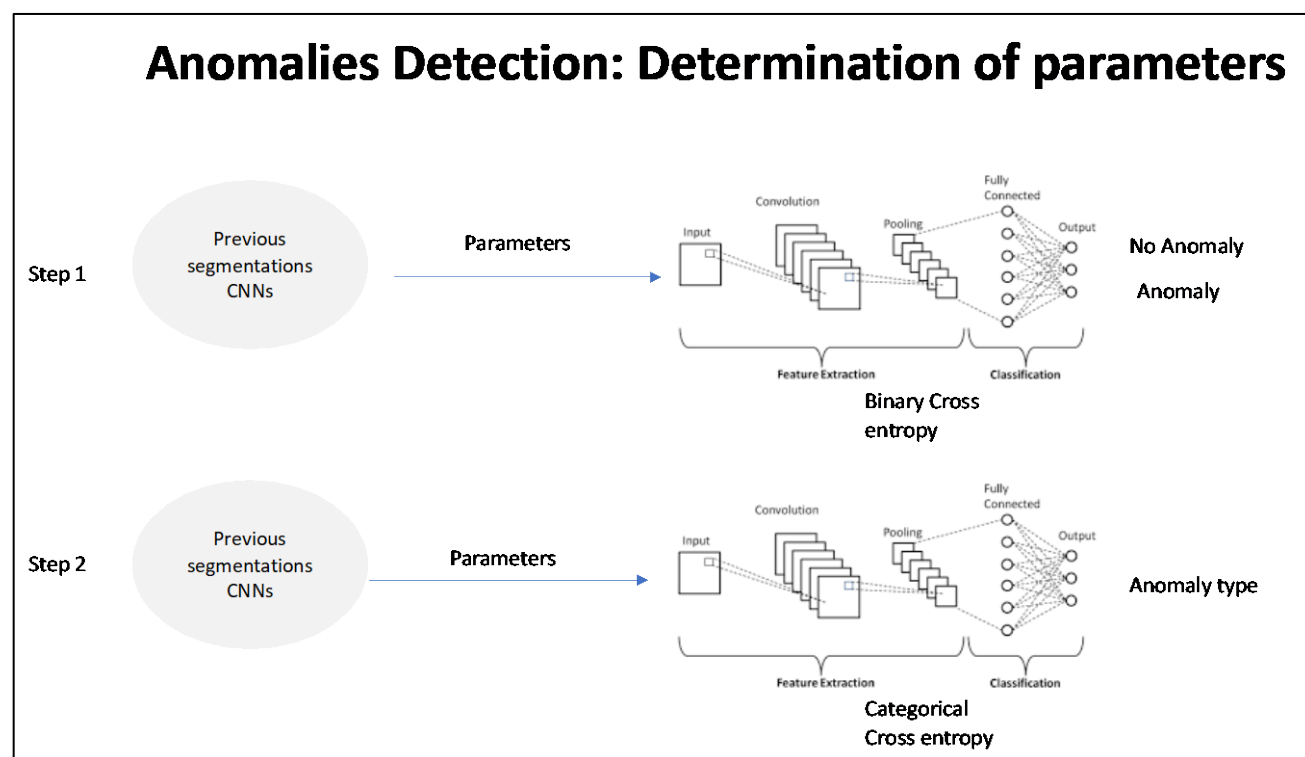 Anomalies Detection: Determination of parameters
Step 1
Previous
segmentations
CNNs
Parameters
Input
Convolution
Pooling
Fully
Connected
Output
No Anomaly
Anomaly
Feature Extraction
Classification
Binary Cross
entropy
Step 2
Previous
segmentations
CNNs
Parameters
Input
Convolution
Pooling
Fully
Connected
Output
Anomaly type
Feature Extraction
Classification
Categorical
Cross entropy